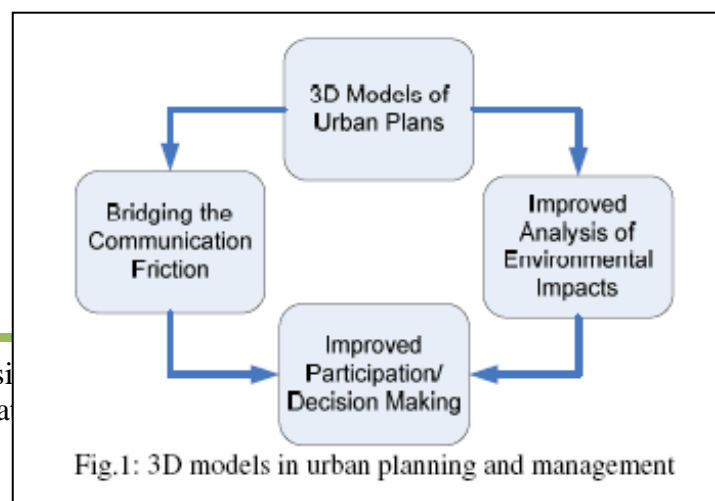 3D Models of
Urban Plans
Bridging the
Communication
Friction
Improved
Analysis of
Environmental
Impacts
Improved
Participation/
Decision Making
Fig.1: 3D models in urban planning and management